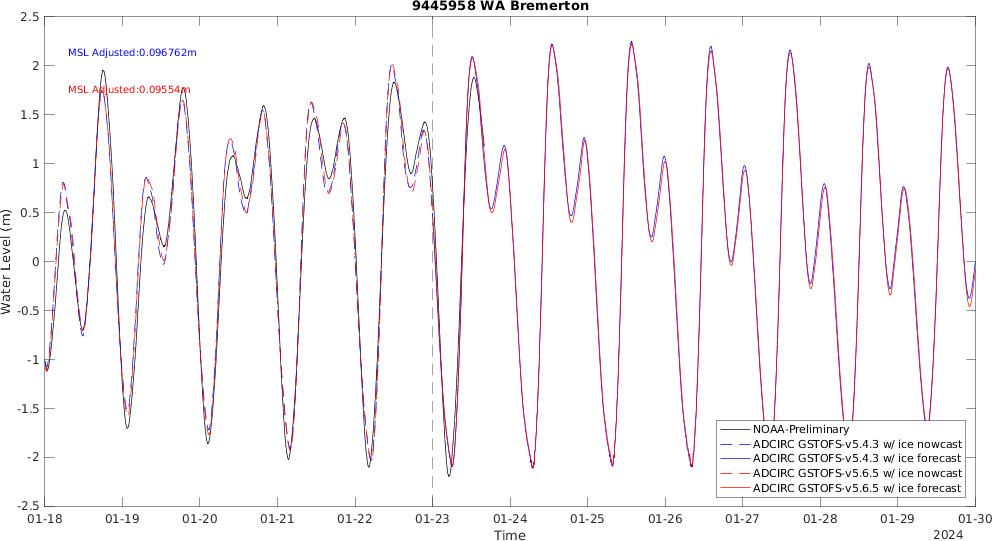 9445958 WA Bremerton
MSL Adjusted:0.096762m
MSL Adjusted:0.09554m
Water Level (m)
2.5
2
1.5
1
0.5
0
-0.5
-1
-1.5
-2
-2.5
NOAA-Preliminary
ADCIRC GSTOFS-v5.4.3 w/ ice nowcast
ADCIRC GSTOFS-v5.4.3 w/ ice forecast
ADCIRC GSTOFS-v5.6.5 w/ ice nowcast
ADCIRC GSTOFS-v5.6.5 w/ ice forecast
01-18 01-19 01-20 01-21 01-22 01-23 01-24 01-25 01-26 01-27 01-28 01-29 01-30
Time
2024